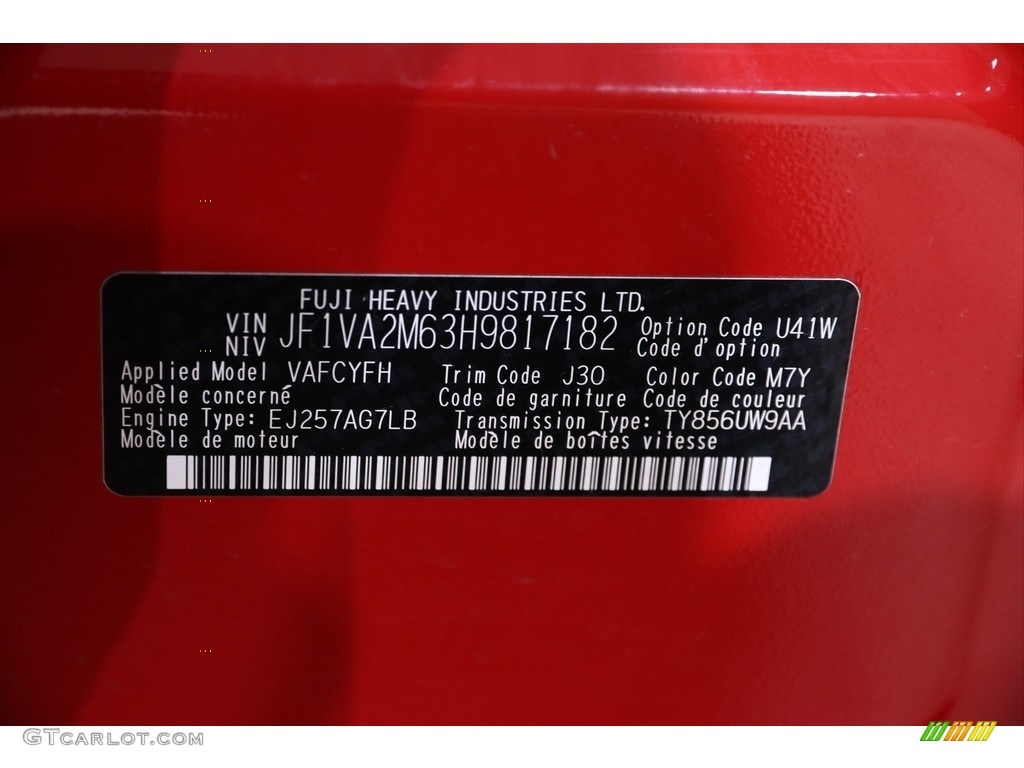 FUJI HEAVY INDUSTRIES LTD.
VIN
NIV JF1VA2M63H9817182 Option Code U41W
Code d'option
Applied Model VAFCYFH Trim Code J30 Color Code M7Y
Modèle concerné Code de garniture Code de couleur
Engine Type: EJ257AG7LB Transmission Type: TY856UW9AA
Modèle de moteur Modèle de boîtes vitesse
GTCARLOT.COM